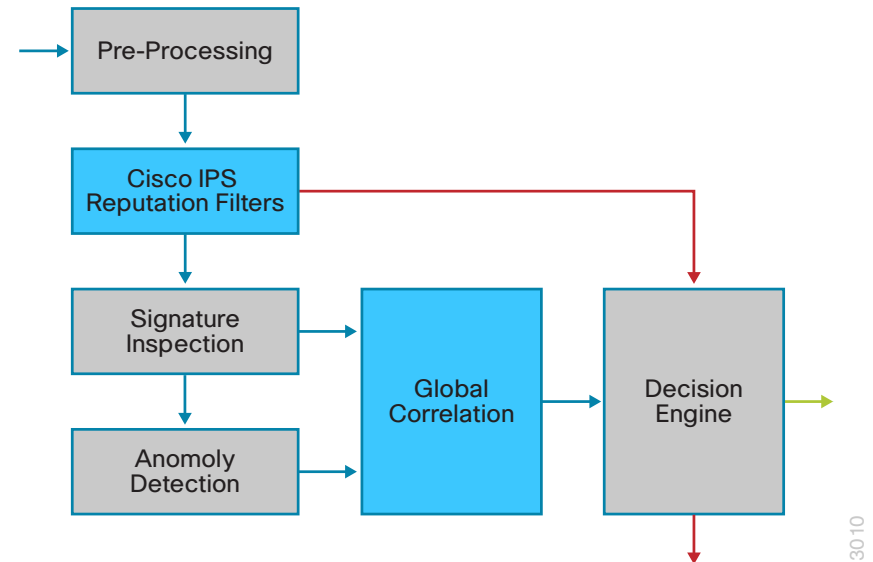 Pre-Processing
Cisco IPS
Reputation Filters
Signature
Inspection
Anomoly
Detection
Global
Correlation
Decision
Engine
3010